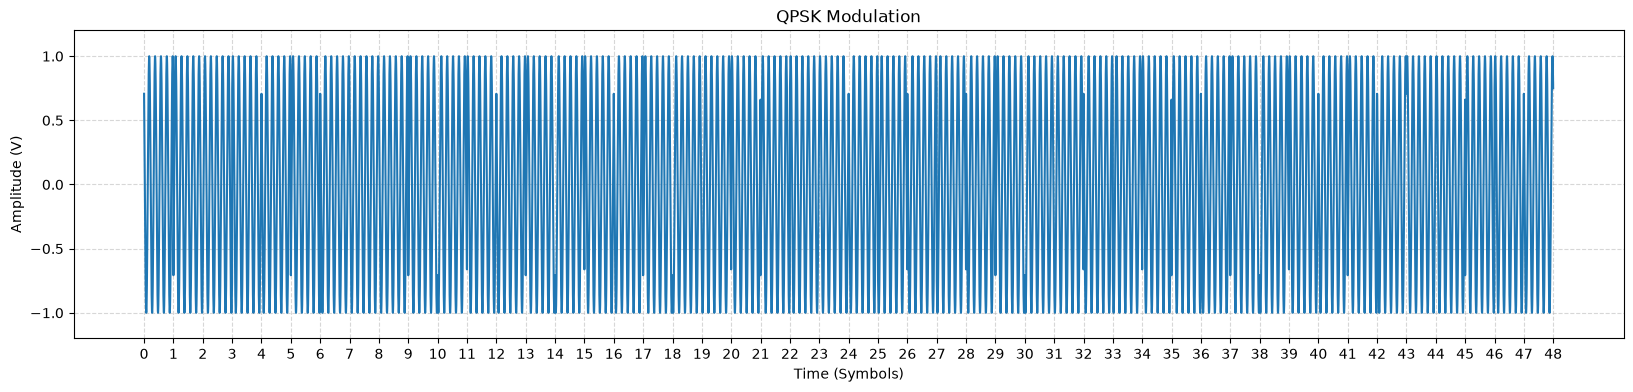 QPSK Modulation
Amplitude (V)
1.0
0.5
0.0
−0.5
−1.0
0 1 2 3 4 5 6 7 8 9 10 11 12 13 14 15 16 17 18 19 20 21 22 23 24 25 26 27 28 29 30 31 32 33 34 35 36 37 38 39 40 41 42 43 44 45 46 47 48
Time (Symbols)